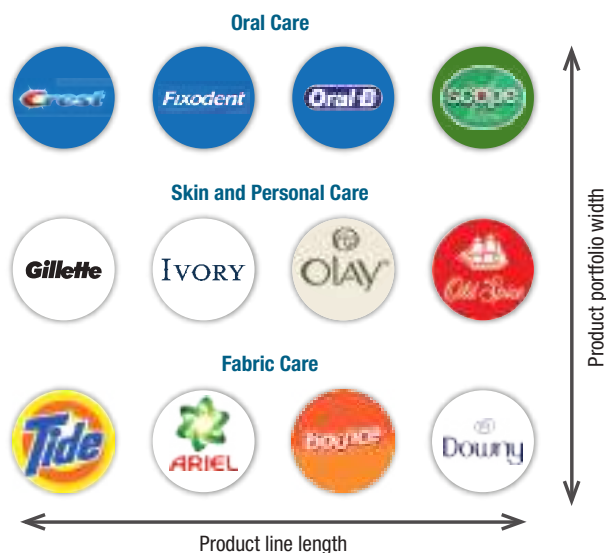 Oral Care
Crest
Fixodent
Oral-B
scope
Skin and Personal Care
Gillette
IVORY
OLAY
Old Spice
Fabric Care
Tide
ARIEL
bounce
Downy
Product line length
Product portfolio width